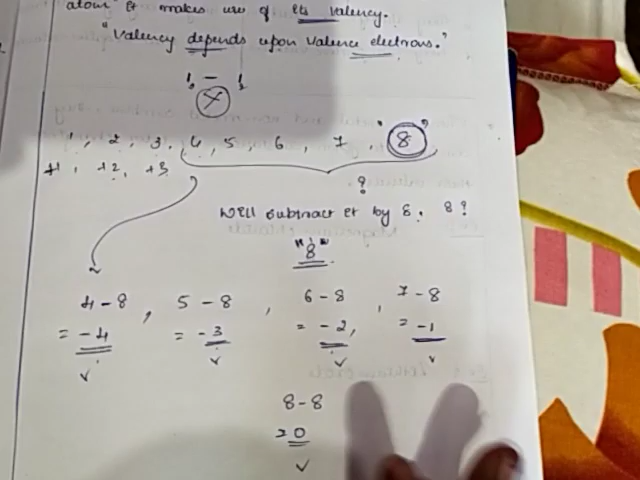 atom it makes use of its valency.
"Valency depends upon valence electrons."
1, 2, 3, 4, 5, 6, 7, "8"
+1, +2, +3
?
We'll subtract it by 8. 8?
"8"
4-8, 5-8, 6-8, 7-8
= -4 = -3 = -2, = -1
8-8
= 0